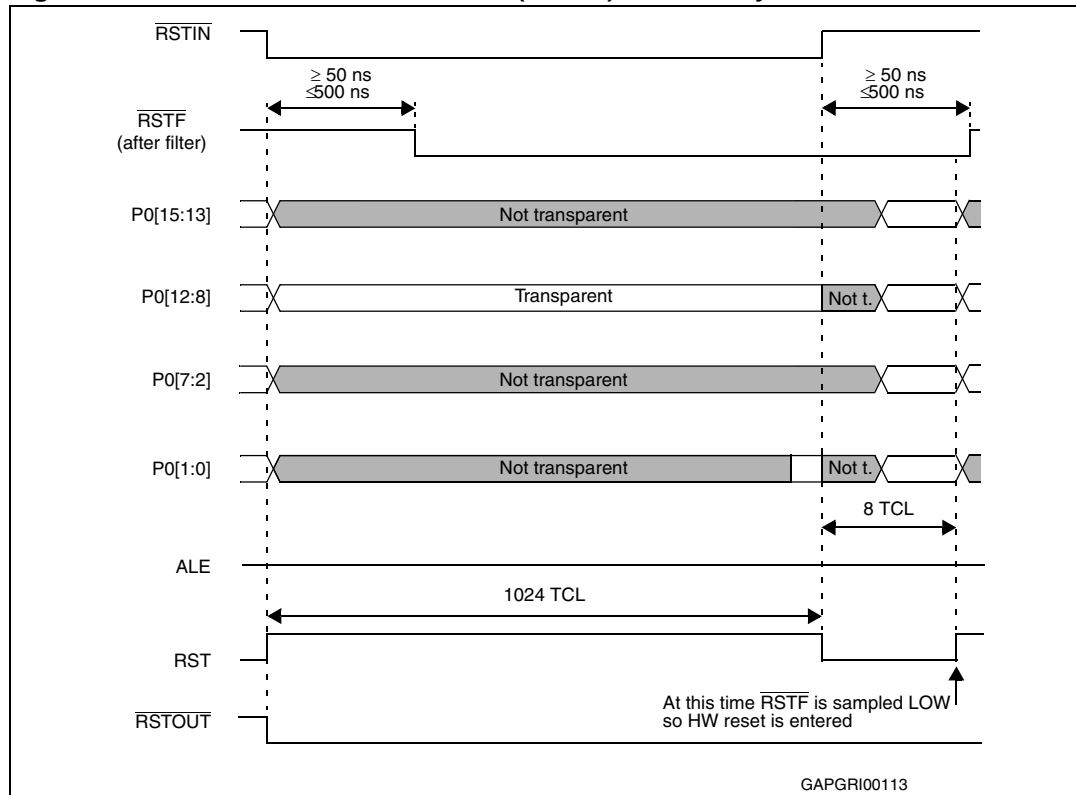 RSTIN
≥ 50 ns
≤500 ns
≥ 50 ns
≤500 ns
RSTF
(after filter)
P0[15:13]
Not transparent
P0[12:8]
Transparent
Not t.
P0[7:2]
Not transparent
P0[1:0]
Not transparent
Not t.
8 TCL
ALE
1024 TCL
RST
At this time RSTF is sampled LOW
so HW reset is entered
RSTOUT
GAPGRI00113